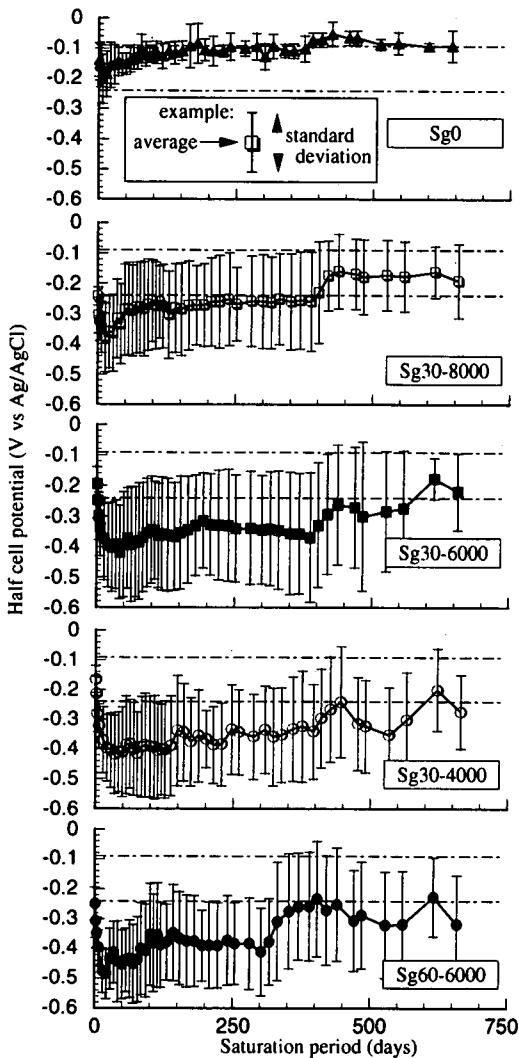 0
-0.1
-0.2
-0.3
-0.4
-0.5
-0.6
example:
average
standard
deviation
Sg0
0
-0.1
-0.2
-0.3
-0.4
-0.5
-0.6
Sg30-8000
0
-0.1
-0.2
-0.3
-0.4
-0.5
-0.6
Sg30-6000
0
-0.1
-0.2
-0.3
-0.4
-0.5
-0.6
Sg30-4000
0
-0.1
-0.2
-0.3
-0.4
-0.5
-0.6
Sg60-6000
Half cell potential (V vs Ag/AgCl)
0 250 500 750
Saturation period (days)